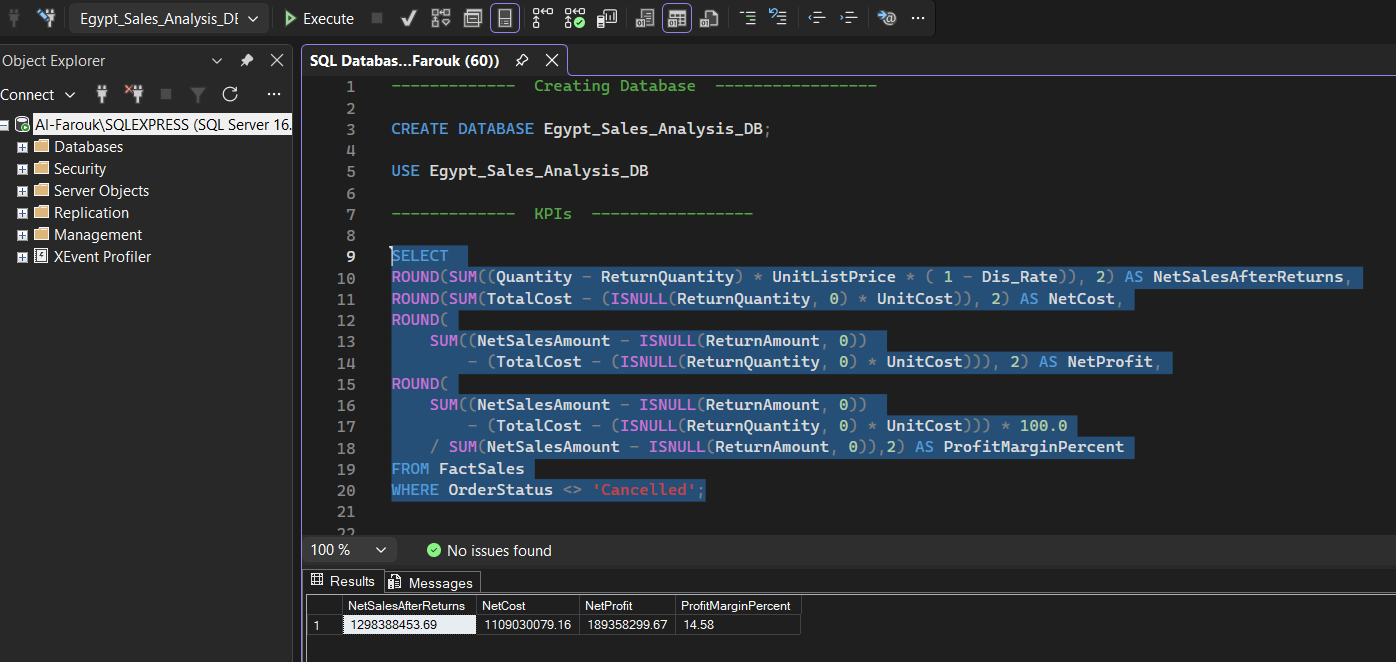 Egypt_Sales_Analysis_DE
Execute
Object Explorer
Connect
Al-Farouk\SQLEXPRESS (SQL Server 16.
Databases
Security
Server Objects
Replication
Management
XEvent Profiler
SQL Databas...Farouk (60))
1 ------------- Creating Database -----------------
2
3 CREATE DATABASE Egypt_Sales_Analysis_DB;
4
5 USE Egypt_Sales_Analysis_DB
6
7 ------------- KPIs -----------------
8
9 SELECT
10 ROUND(SUM((Quantity - ReturnQuantity) * UnitListPrice * ( 1 - Dis_Rate)), 2) AS NetSalesAfterReturns,
11 ROUND(SUM(TotalCost - (ISNULL(ReturnQuantity, 0) * UnitCost)), 2) AS NetCost,
12 ROUND(
13 SUM((NetSalesAmount - ISNULL(ReturnAmount, 0))
14 - (TotalCost - (ISNULL(ReturnQuantity, 0) * UnitCost))), 2) AS NetProfit,
15 ROUND(
16 SUM((NetSalesAmount - ISNULL(ReturnAmount, 0))
17 - (TotalCost - (ISNULL(ReturnQuantity, 0) * UnitCost))) * 100.0
18 / SUM(NetSalesAmount - ISNULL(ReturnAmount, 0)),2) AS ProfitMarginPercent
19 FROM FactSales
20 WHERE OrderStatus <> 'Cancelled';
21
22
100 %
No issues found
Results
Messages
NetSalesAfterReturns NetCost NetProfit ProfitMarginPercent
1 1298388453.69 1109030079.16 189358299.67 14.58